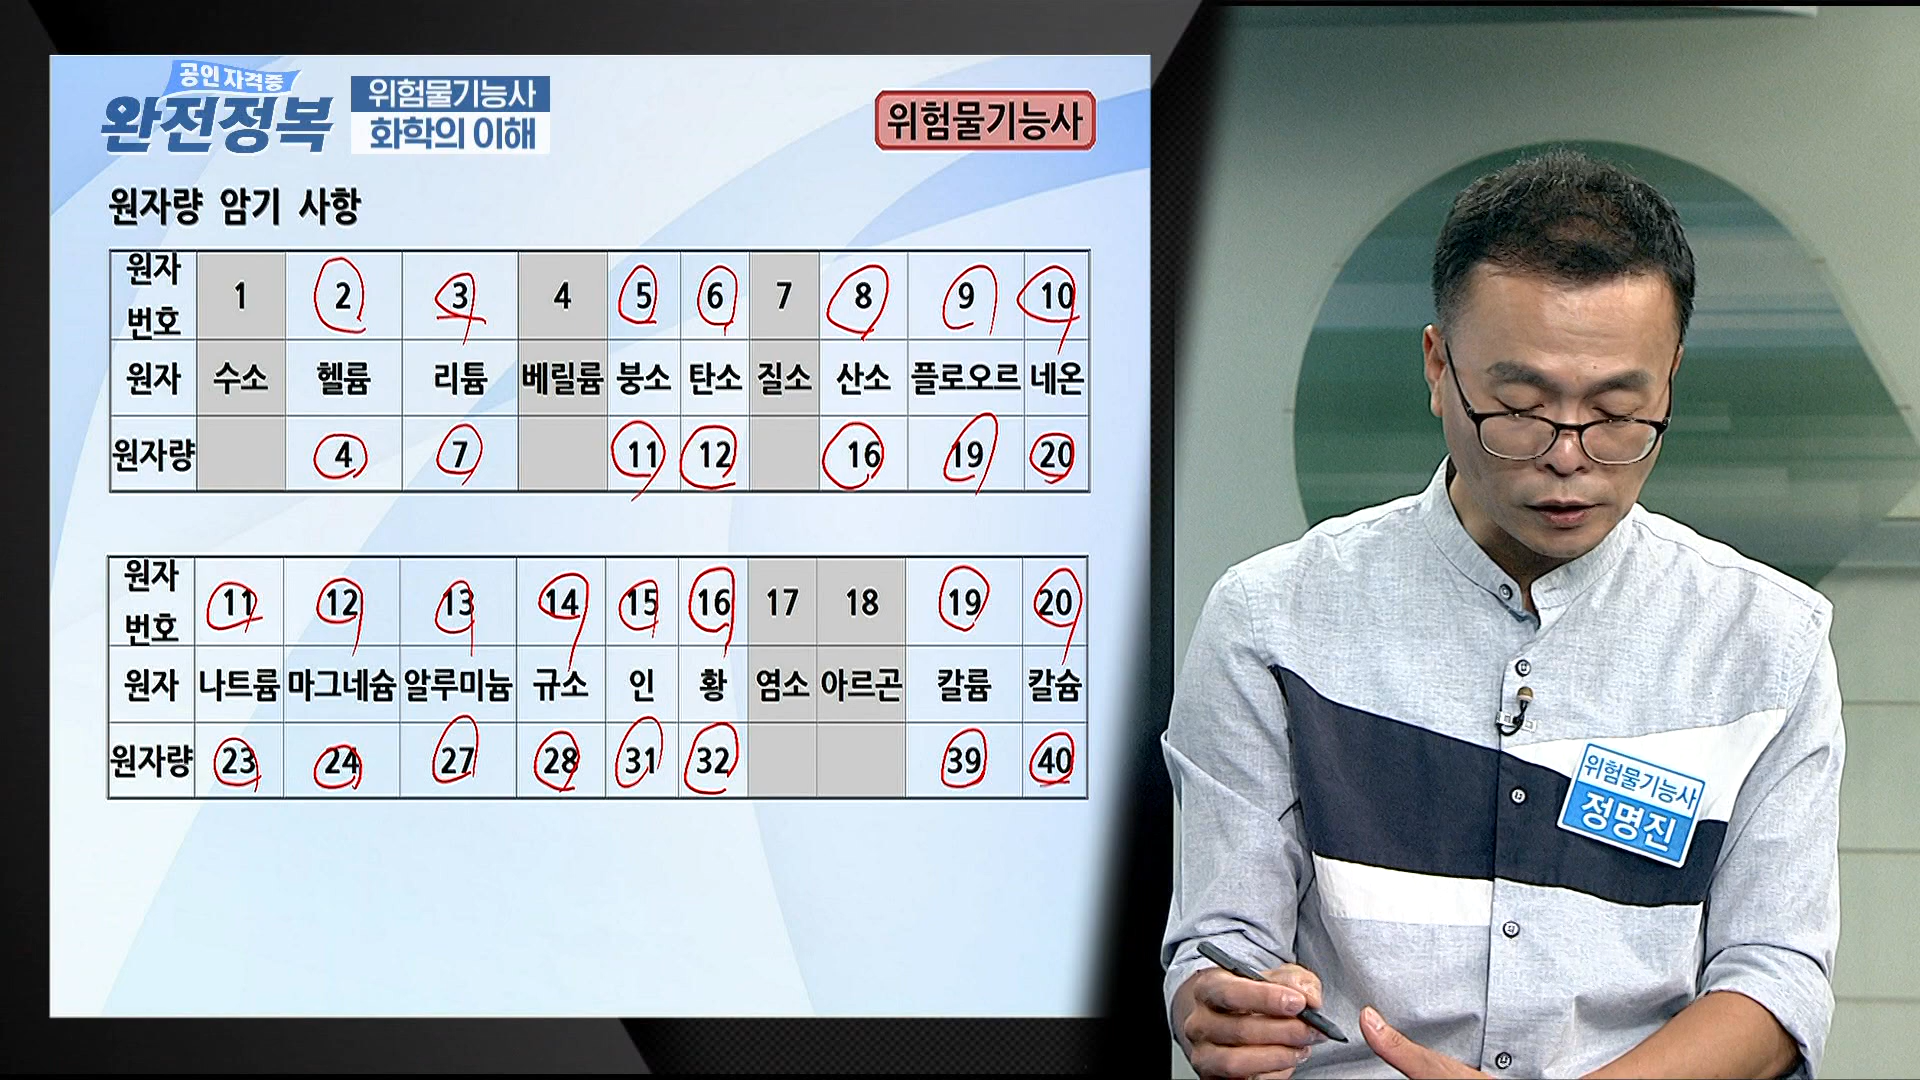 공인 자격증
완전정복
위험물기능사
화학의 이해
위험물기능사
원자량 암기 사항
원자 번호 1 2 3 4 5 6 7 8 9 10
원자 수소 헬륨 리튬 베릴륨 붕소 탄소 질소 산소 플로오르 네온
원자량 4 7 11 12 16 19 20
원자 번호 11 12 13 14 15 16 17 18 19 20
원자 나트륨 마그네슘 알루미늄 규소 인 황 염소 아르곤 칼륨 칼슘
원자량 23 24 27 28 31 32 39 40
위험물기능사
정명진